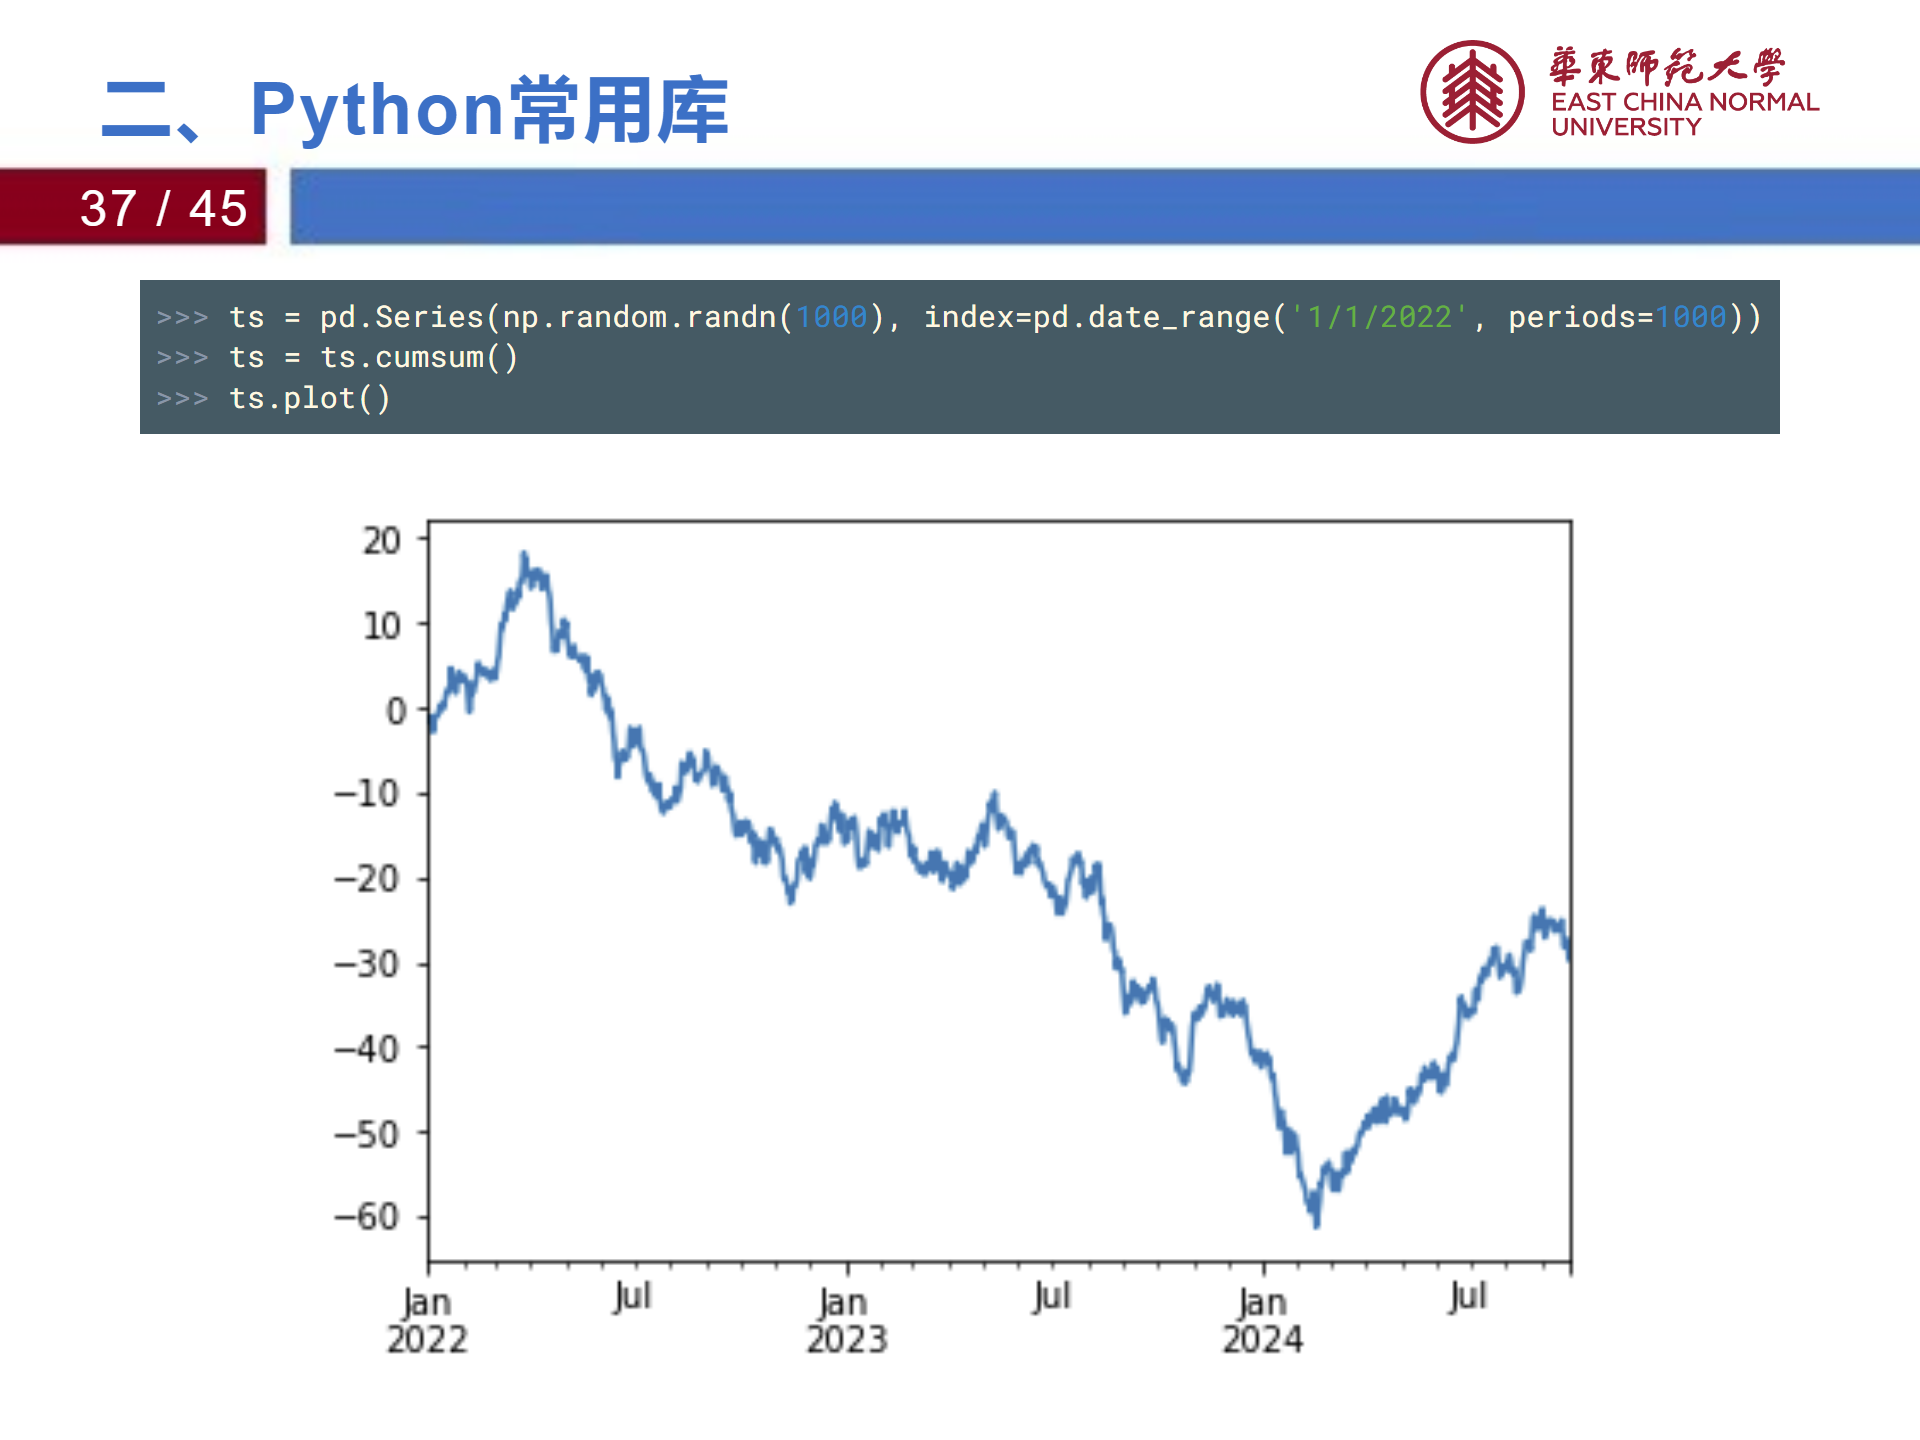 二、Python常用库
華東師範大學
EAST CHINA NORMAL
UNIVERSITY
37 / 45
>>> ts = pd.Series(np.random.randn(1000), index=pd.date_range('1/1/2022', periods=1000))
>>> ts = ts.cumsum()
>>> ts.plot()
20
10
0
−10
−20
−30
−40
−50
−60
Jan Jul Jan Jul Jan Jul
2022 2023 2024